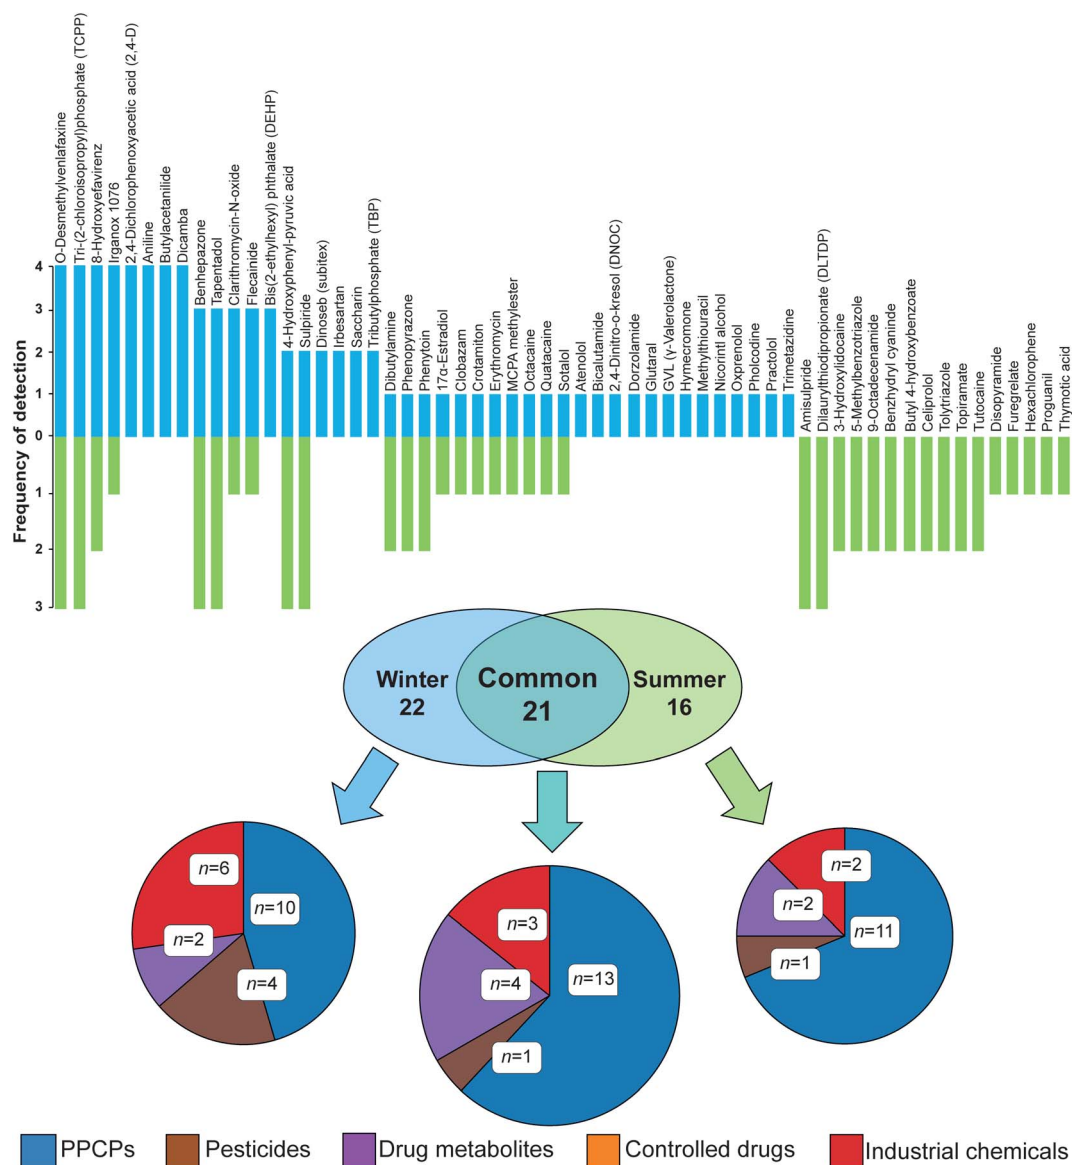 O-Desmethylvenlafaxine
Tri-(2-chloroisopropyl)phosphate (TCPP)
8-Hydroxyefavirenz
Irganox 1076
2,4-Dichlorophenoxyacetic acid (2,4-D)
Aniline
Butylacetanilide
Dicamba
Benhepazone
Tapentadol
Clarithromycin-N-oxide
Flecainide
Bis(2-ethylhexyl) phthalate (DEHP)
4-Hydroxyphenyl-pyruvic acid
Sulpiride
Dinoseb (subitex)
Irbesartan
Saccharin
Tributylphosphate (TBP)
Dibutylamine
Phenopyrazone
Phenytoin
17α-Estradiol
Clobazam
Crotamiton
Erythromycin
MCPA methylester
Octacaine
Quatacaine
Sotalol
Atenolol
Bicalutamide
2,4-Dinitro-o-kresol (DNOC)
Dorzolamide
Glutaral
GVL (γ-Valerolactone)
Hymecromone
Methylthiouracil
Nicorintl alcohol
Oxprenolol
Pholcodine
Practolol
Trimetazidine
Amisulpride
Dilaurylthiodipropionate (DLTDP)
3-Hydroxylidocaine
5-Methylbenzotriazole
9-Octadecenamide
Benzhydryl cyaninde
Butyl 4-hydroxybenzoate
Celiprolol
Tolytriazole
Topiramate
Tutocaine
Disopyramide
Furegrelate
Hexachlorophene
Proguanil
Thymotic acid
Frequency of detection
4
3
2
1
0
1
2
3
Winter
22
Common
21
Summer
16
n=6
n=10
n=2
n=4
n=3
n=13
n=4
n=1
n=2
n=2
n=11
n=1
PPCPs
Pesticides
Drug metabolites
Controlled drugs
Industrial chemicals